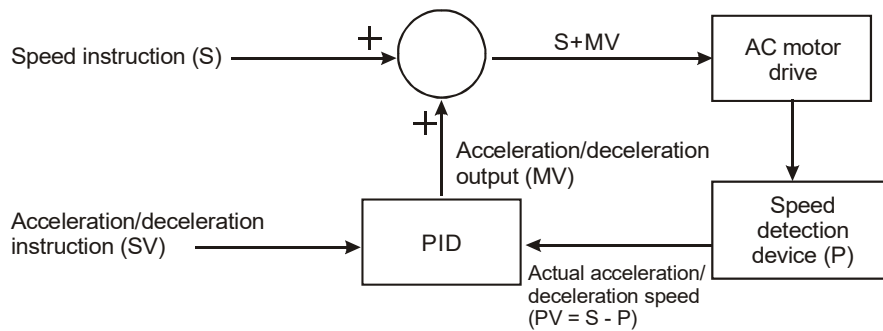 Speed instruction (S)
+
S+MV
AC motor
drive
+
Acceleration/deceleration
output (MV)
Acceleration/deceleration
instruction (SV)
PID
Speed
detection
device (P)
Actual acceleration/
deceleration speed
(PV = S - P)